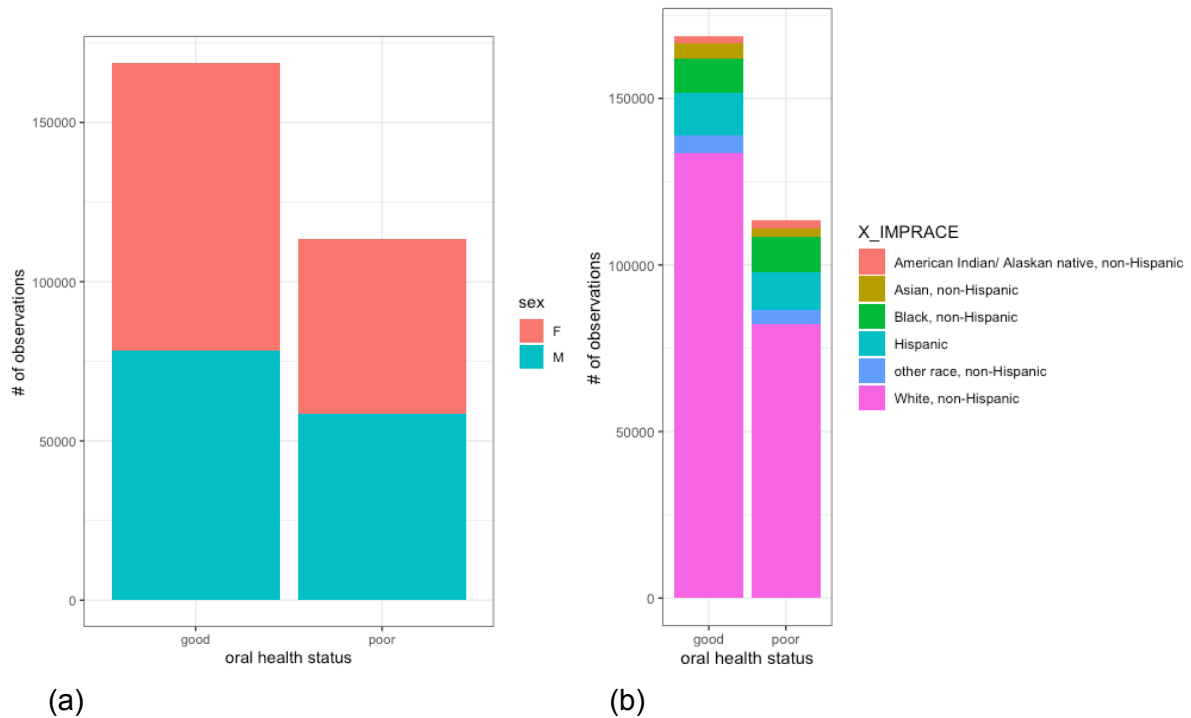 150000
100000
50000
0
# of observations
good
poor
oral health status
sex
F
M
(a)
150000
100000
50000
0
# of observations
good
poor
oral health status
X_IMPRACE
American Indian/ Alaskan native, non-Hispanic
Asian, non-Hispanic
Black, non-Hispanic
Hispanic
other race, non-Hispanic
White, non-Hispanic
(b)